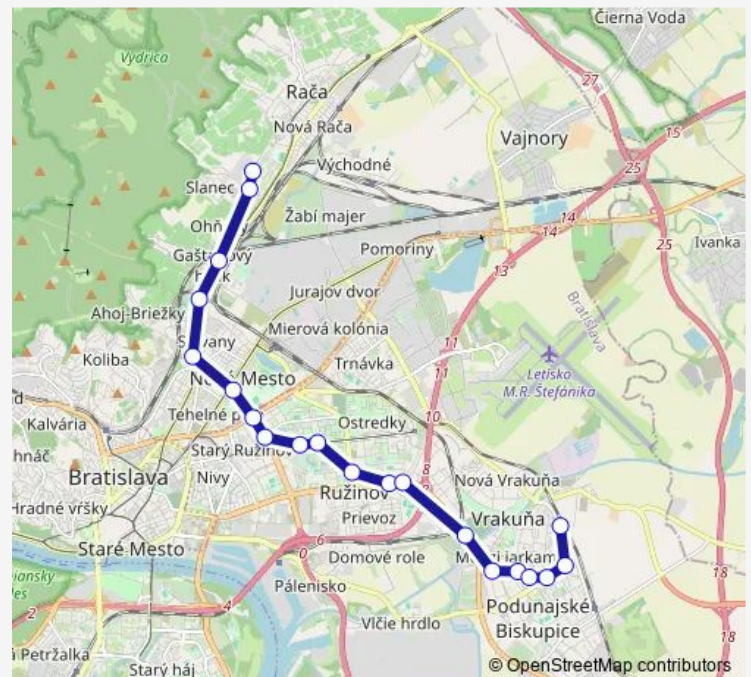 Čierna Voda
Vydrica
27
Rača
Nová Rača
Vajnory
15
25
Východné
Slanec
Žabí majer
14
14
Pomoriny
25
Ivanka
13
Jurajov dvor
Ahoj-Briežky
Mierová kolónia
Bratislava
Koliba
11
Trnávka
11
Letisko
M.R. Štefánika
Kalvária
Ostredky
10
Bratislava
Nivy
8
8
Nová Vrakuňa
Hradné vŕšky
Ružinov
Prievoz
Vrakuňa
Staré Mesto
6
0
Domové role
18
Pálenisko
4
2
Podunajské
Biskupice
Vlčie hrdlo
18
Petržalka
Starý háj
© OpenStreetMap contributors